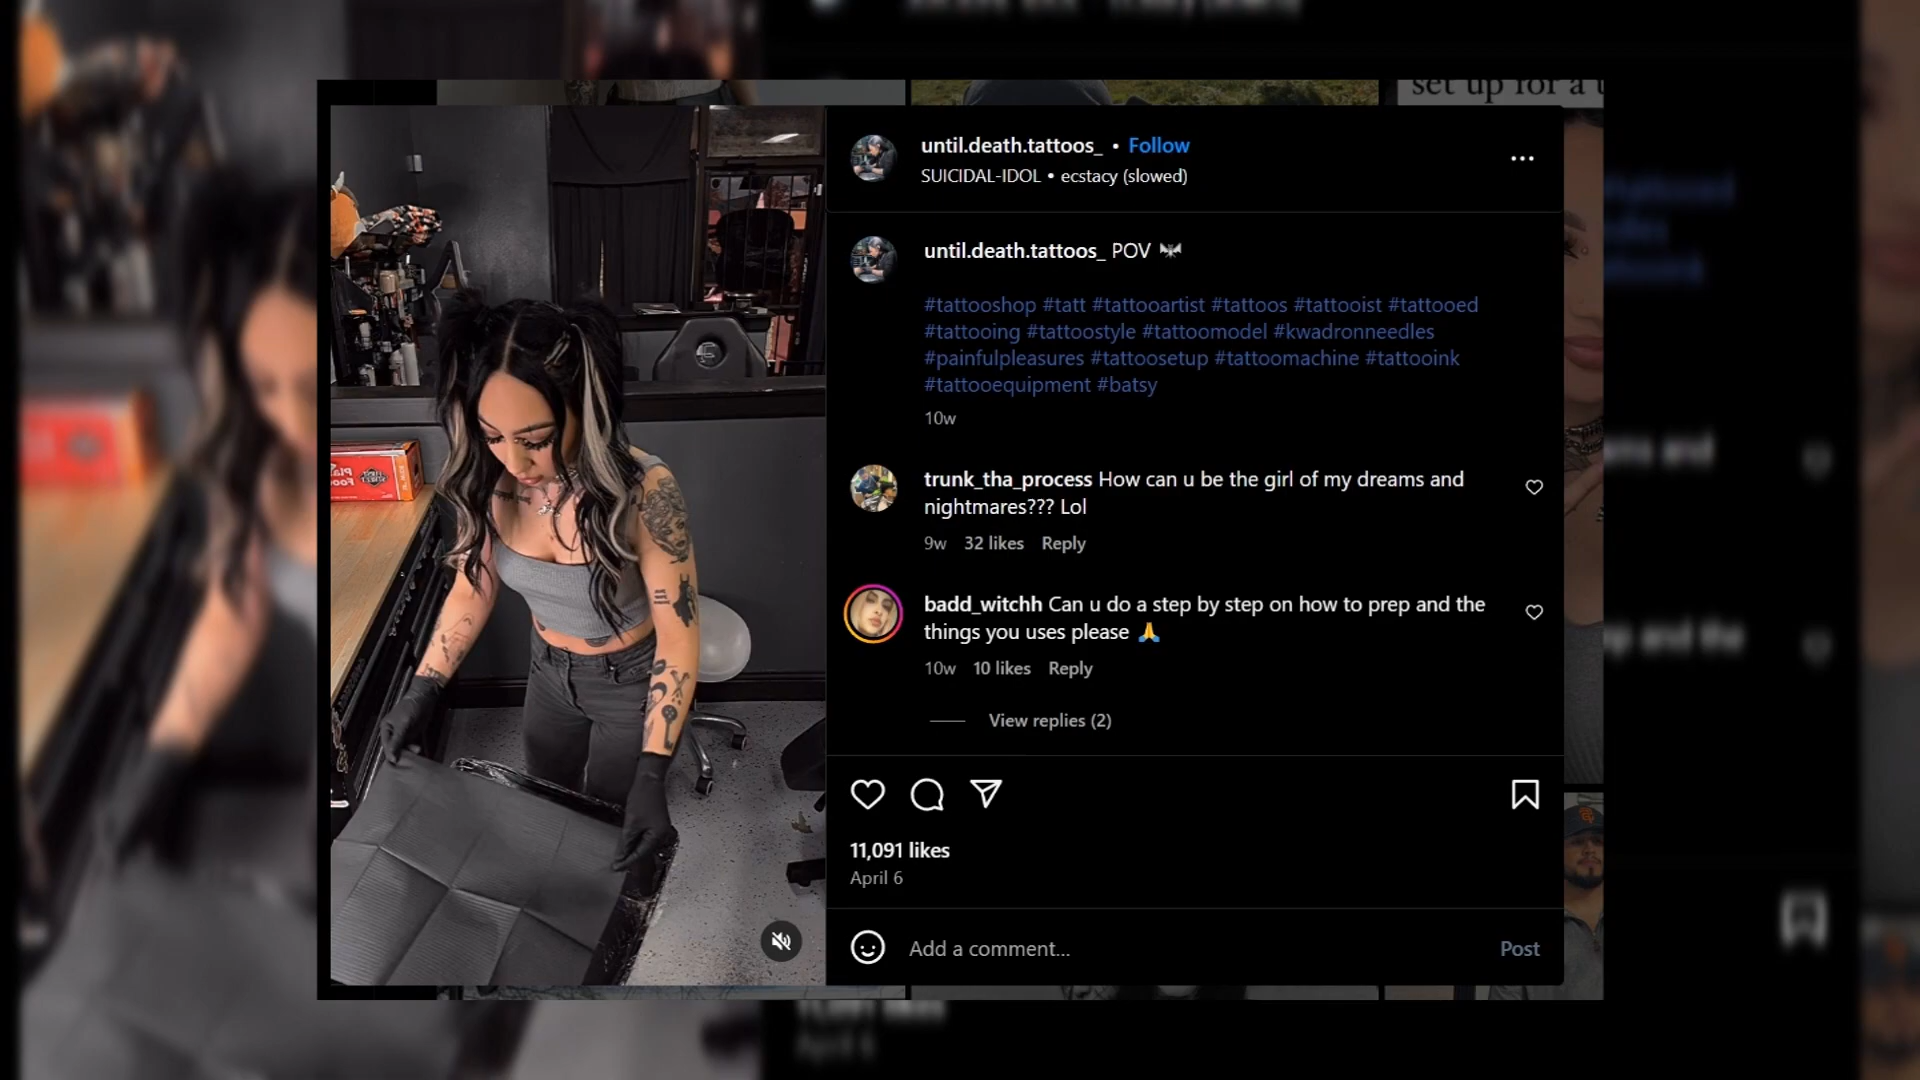 set up for a t
until.death.tattoos_ • Follow
SUICIDAL-IDOL • ecstacy (slowed)
until.death.tattoos_ POV
#tattooshop #tatt #tattooartist #tattoos #tattooist #tattooed
#tattooing #tattoostyle #tattoomodel #kwadronneedles
#painfulpleasures #tattoosetup #tattoomachine #tattooink
#tattooequipment #batsy
10w
trunk_tha_process How can u be the girl of my dreams and
nightmares??? Lol
9w 32 likes Reply
badd_witchh Can u do a step by step on how to prep and the
things you uses please 🙏
10w 10 likes Reply
View replies (2)
11,091 likes
April 6
Add a comment... Post